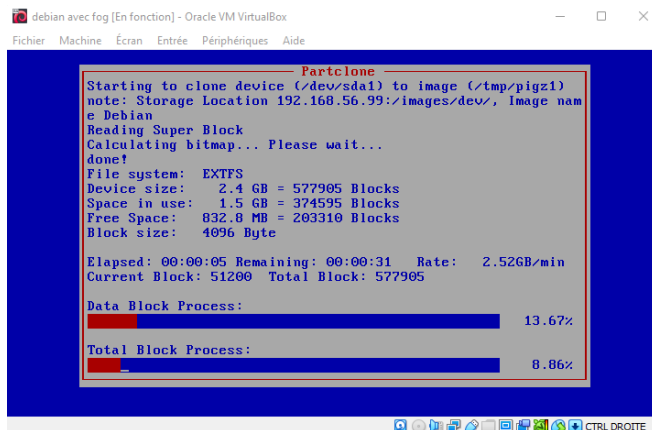 debian avec fog [En fonction] - Oracle VM VirtualBox
Fichier Machine Écran Entrée Périphériques Aide
Partclone
Starting to clone device (/dev/sda1) to image (/tmp/pigz1)
note: Storage Location 192.168.56.99:/images/dev/, Image nam
e Debian
Reading Super Block
Calculating bitmap... Please wait...
done!
File system: EXTFS
Device size: 2.4 GB = 577905 Blocks
Space in use: 1.5 GB = 374595 Blocks
Free Space: 832.8 MB = 203310 Blocks
Block size: 4096 Byte
Elapsed: 00:00:05 Remaining: 00:00:31 Rate: 2.52GB/min
Current Block: 51200 Total Block: 577905
Data Block Process:
13.67%
Total Block Process:
8.86%
CTRL DROITE